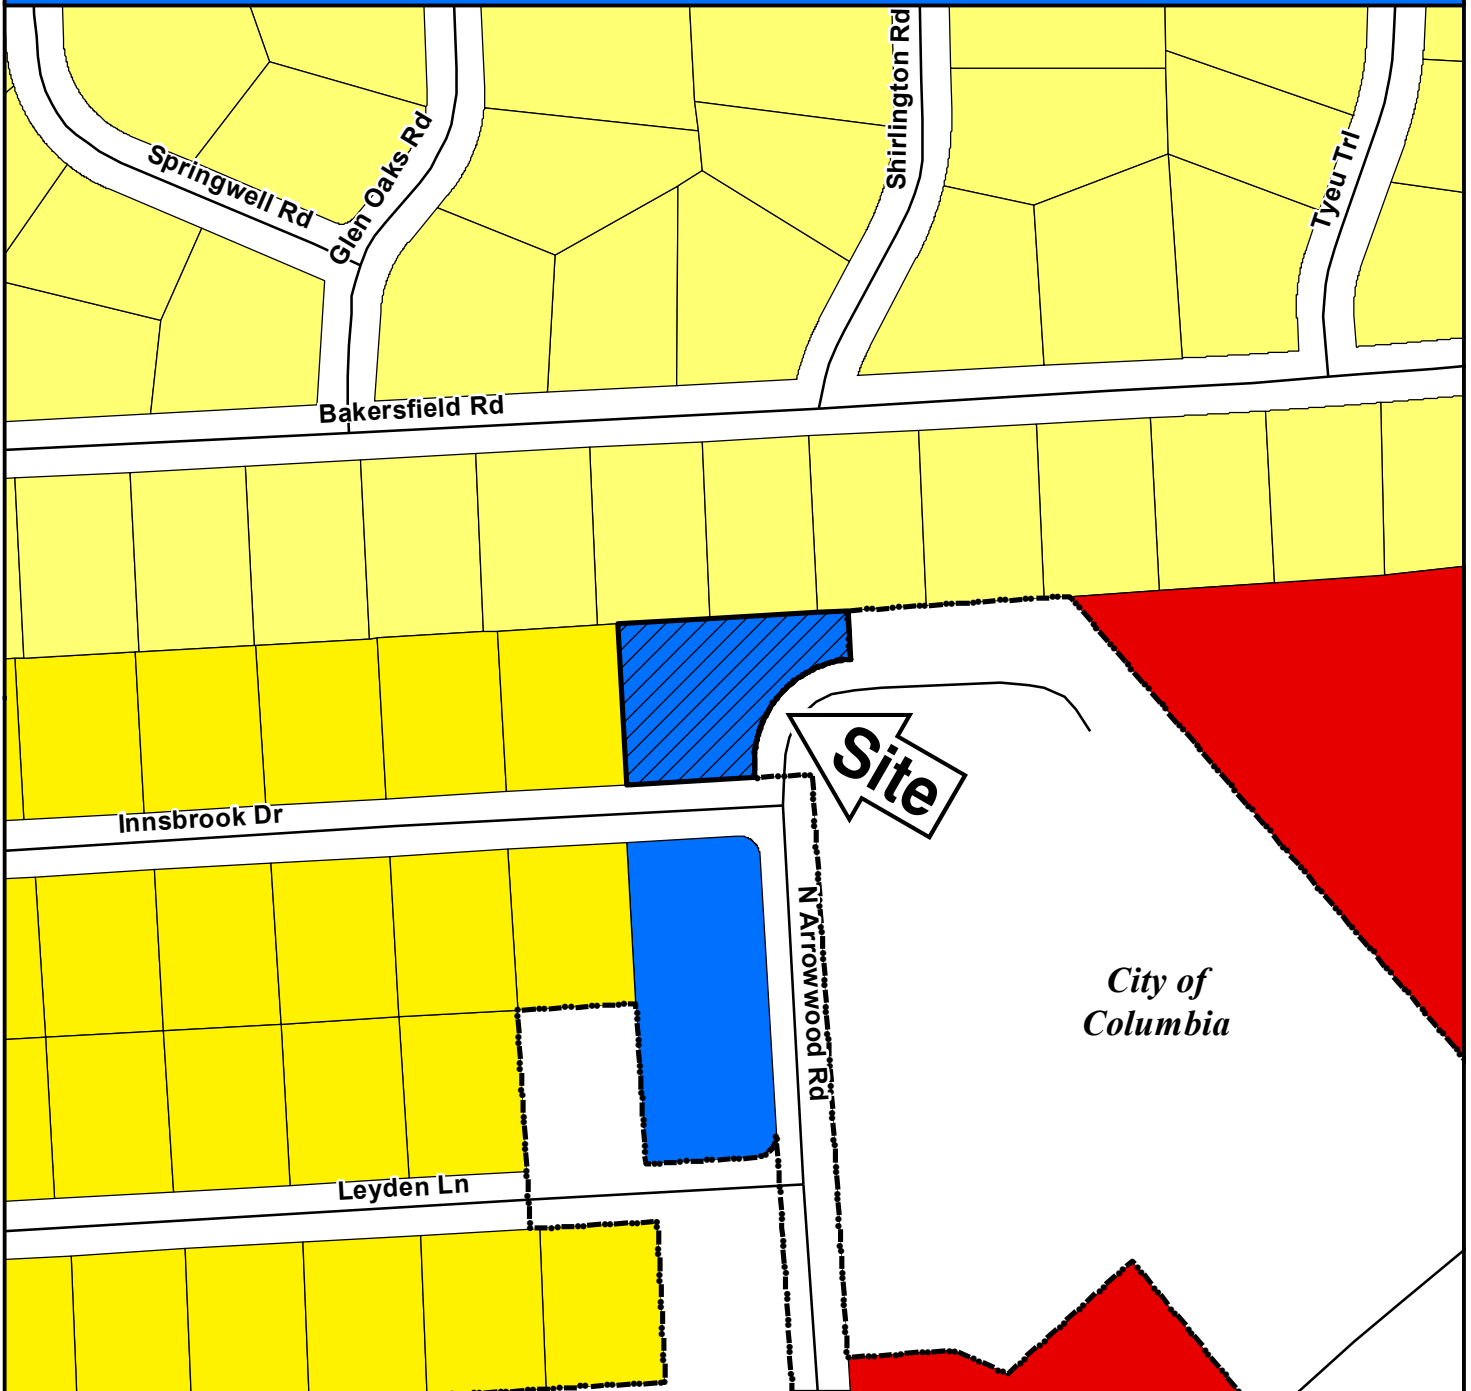 Shirlington Rd
Springwell Rd
Glen Oaks Rd
Tyeu Trl
Bakersfield Rd
Site
Innsbrook Dr
N Arrowwood Rd
City of
Columbia
Leyden Ln